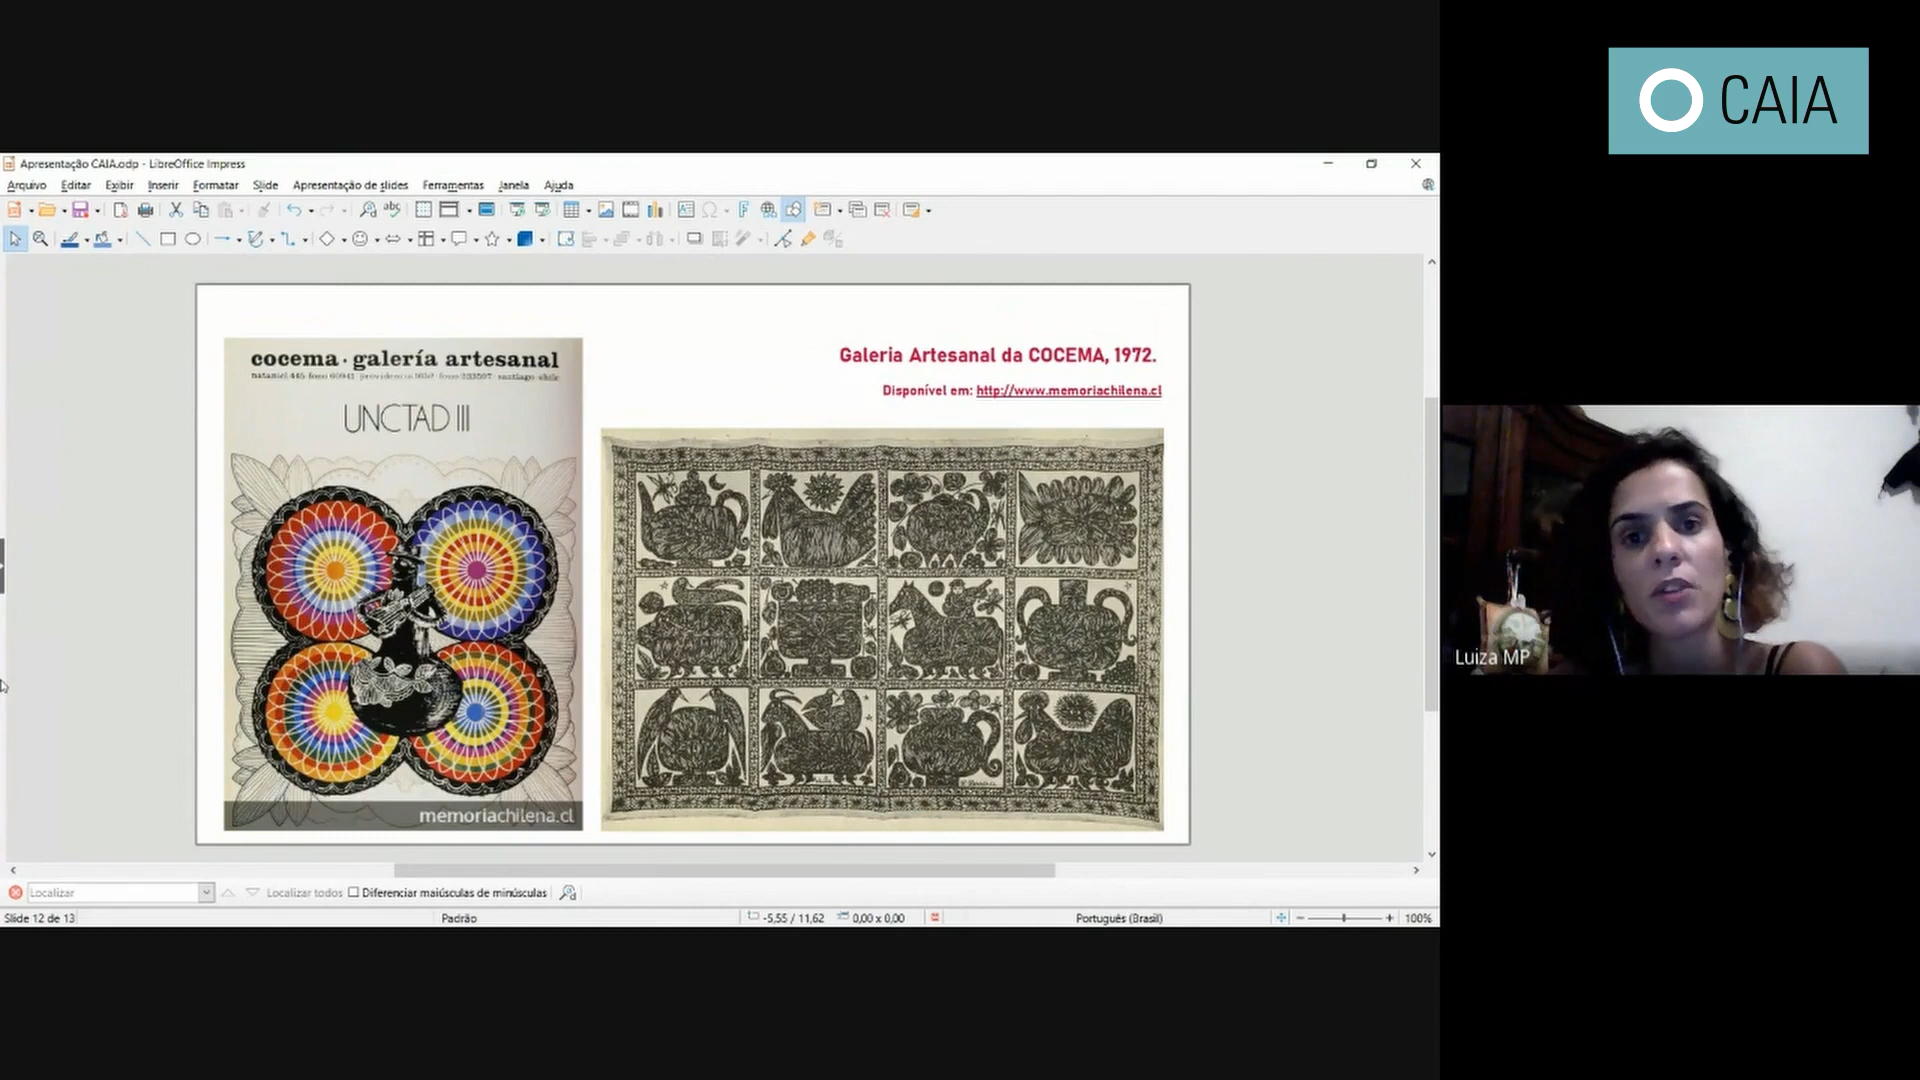 CAIA
Apresentação CAIA.odp - LibreOffice Impress
Arquivo Editar Exibir Inserir Formatar Slide Apresentação de slides Ferramentas Janela Ajuda
cocema · galería artesanal
UNCTAD III
memoriachilena.cl
Galeria Artesanal da COCEMA, 1972.
Disponível em: http://www.memoriachilena.cl
Luiza MP
Localizar
Localizar todos
Diferenciar maiúsculas de minúsculas
Slide 12 de 13
Padrão
-5,55 / 11,62
0,00 x 0,00
Português (Brasil)
100%